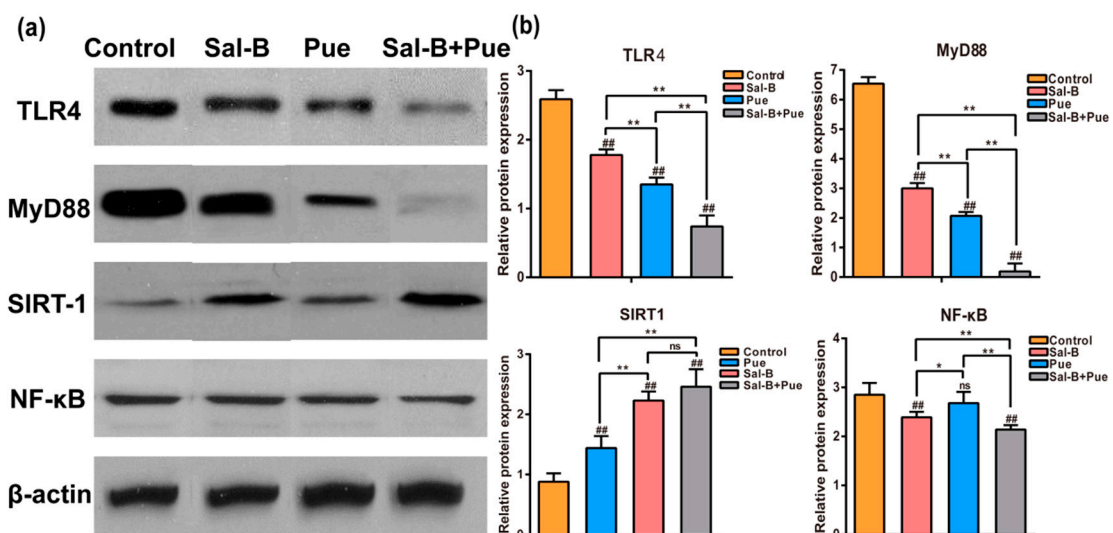 (a)
Control Sal-B Pue Sal-B+Pue
TLR4
MyD88
SIRT-1
NF-κB
β-actin
(b)
TLR4
Relative protein expression
3
2
1
0
Control
Sal-B
Pue
Sal-B+Pue
**
** **
##
##
##
MyD88
Relative protein expression
7
6
5
4
3
2
1
0
Control
Sal-B
Pue
Sal-B+Pue
**
** **
##
##
##
SIRT1
Relative protein expression
3
2
1
0
Control
Pue
Sal-B
Sal-B+Pue
**
ns
**
##
##
##
NF-κB
Relative protein expression
4
3
2
1
0
Control
Sal-B
Pue
Sal-B+Pue
**
* **
ns
##
##